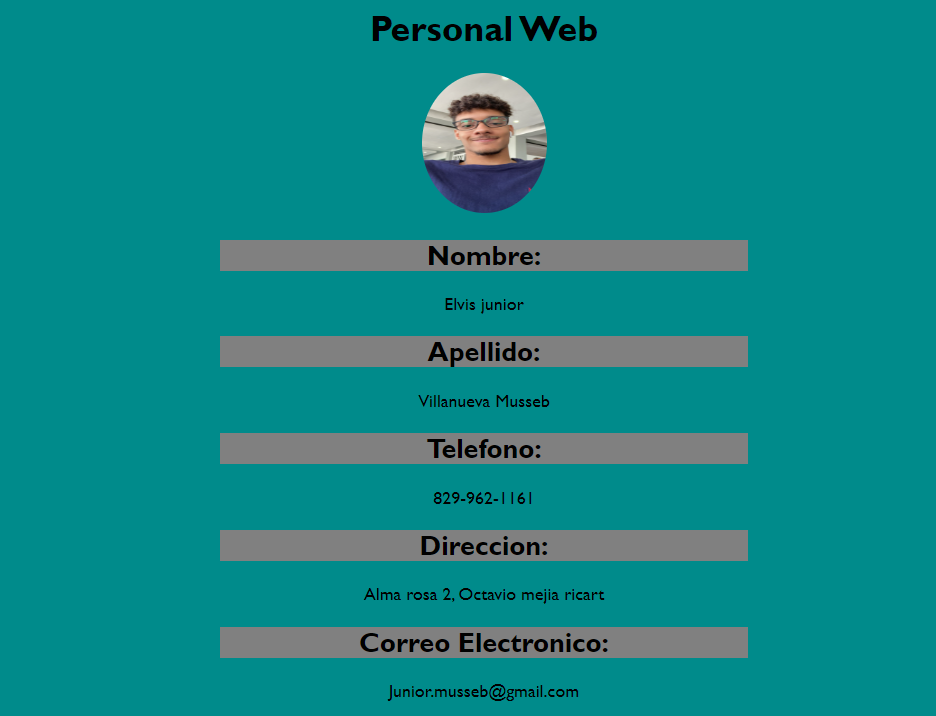 Personal Web
Nombre:
Elvis junior
Apellido:
Villanueva Musseb
Telefono:
829-962-1161
Direccion:
Alma rosa 2, Octavio mejia ricart
Correo Electronico:
Junior.musseb@gmail.com